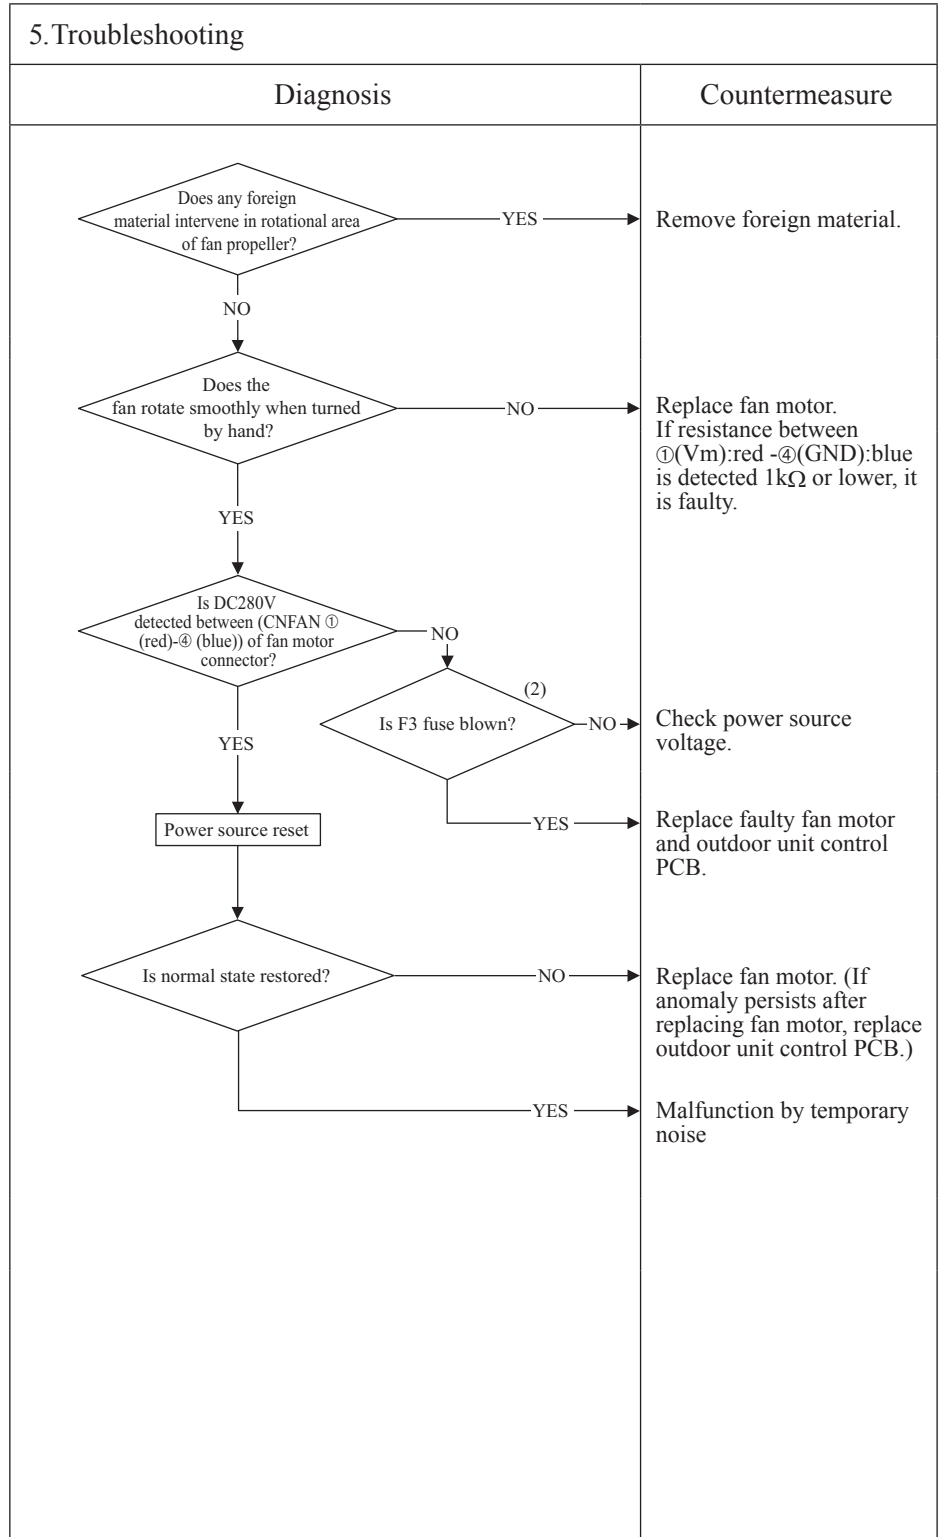 5.Troubleshooting
Diagnosis
Countermeasure
Does any foreign
material intervene in rotational area
of fan propeller?
YES
Remove foreign material.
NO
Does the
fan rotate smoothly when turned
by hand?
NO
Replace fan motor.
If resistance between
①(Vm):red -④(GND):blue
is detected 1kΩ or lower, it
is faulty.
YES
Is DC280V
detected between (CNFAN ①
(red)-④ (blue)) of fan motor
connector?
NO
(2)
Is F3 fuse blown?
NO
Check power source
voltage.
YES
YES
Replace faulty fan motor
and outdoor unit control
PCB.
Power source reset
Is normal state restored?
NO
Replace fan motor. (If
anomaly persists after
replacing fan motor, replace
outdoor unit control PCB.)
YES
Malfunction by temporary
noise